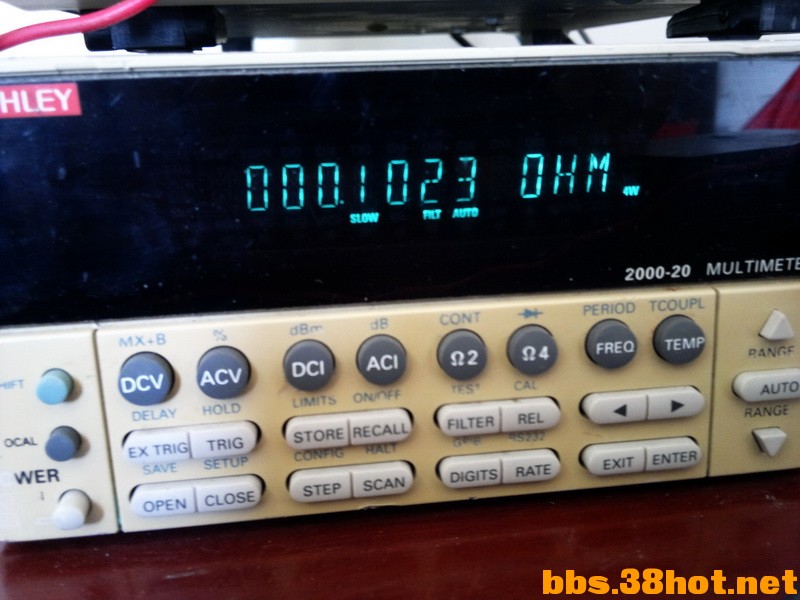 HLEY
000.1023 OHM
SLOW FILT AUTO 4W
2000-20 MULTIMETE
MX+B % dBm dB CONT PERIOD TCOUPL
DCV ACV DCI ACI Ω2 Ω4 FREQ TEMP
RANGE
HIFT
DELAY HOLD LIMITS ON/OFF TEST CAL
AUTO
EX TRIG TRIG STORE RECALL FILTER REL
RANGE
OCAL
SAVE SETUP CONFIG HALT RS232
WER
OPEN CLOSE STEP SCAN DIGITS RATE EXIT ENTER
bbs.38hot.net